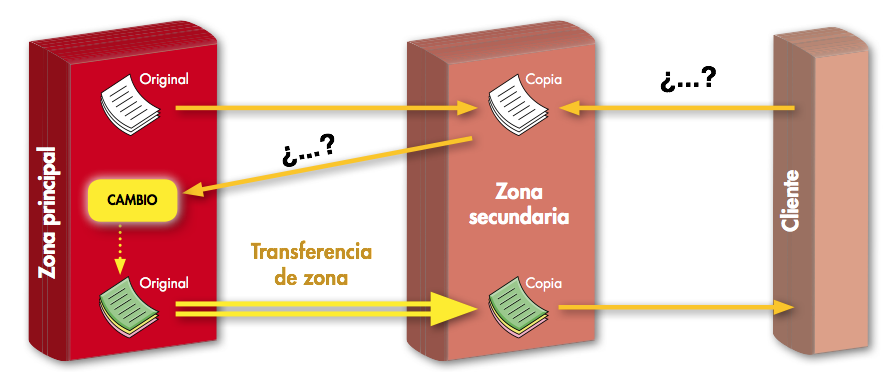 Zona principal
Original
¿...?
CAMBIO
Original
Transferencia
de zona
Copia
Zona
secundaria
Copia
¿...?
Cliente